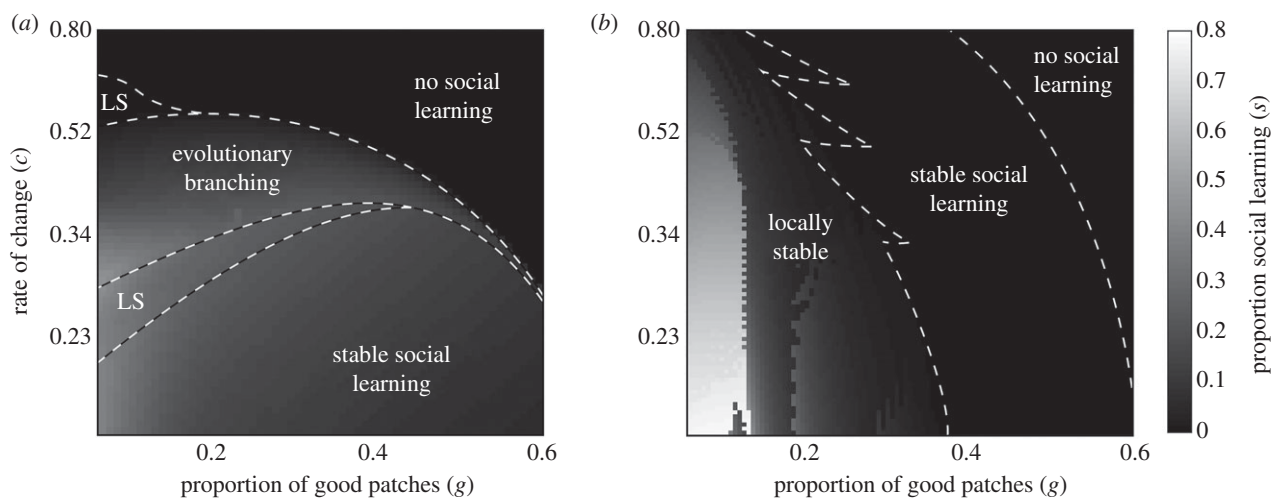 (a)
0.80
0.52
0.34
0.23
rate of change (c)
LS
no social
learning
evolutionary
branching
LS
stable social
learning
0.2
0.4
0.6
proportion of good patches (g)
(b)
0.80
0.52
0.34
0.23
no social
learning
stable social
learning
locally
stable
0.2
0.4
0.6
proportion of good patches (g)
0.8
0.7
0.6
0.5
0.4
0.3
0.2
0.1
0
proportion social learning (s)